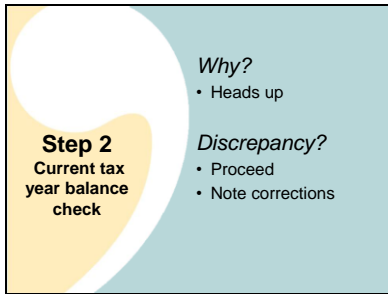 Step 2
Current tax
year balance
check
Why?
• Heads up
Discrepancy?
• Proceed
• Note corrections